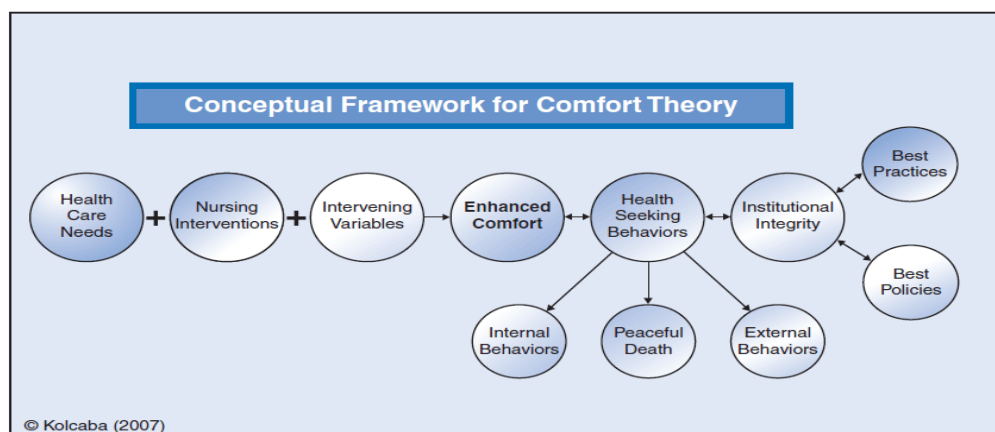 Conceptual Framework for Comfort Theory
Health
Care
Needs
+
Nursing
Interventions
+
Intervening
Variables
Enhanced
Comfort
Health
Seeking
Behaviors
Institutional
Integrity
Best
Practices
Best
Policies
Internal
Behaviors
Peaceful
Death
External
Behaviors
© Kolcaba (2007)